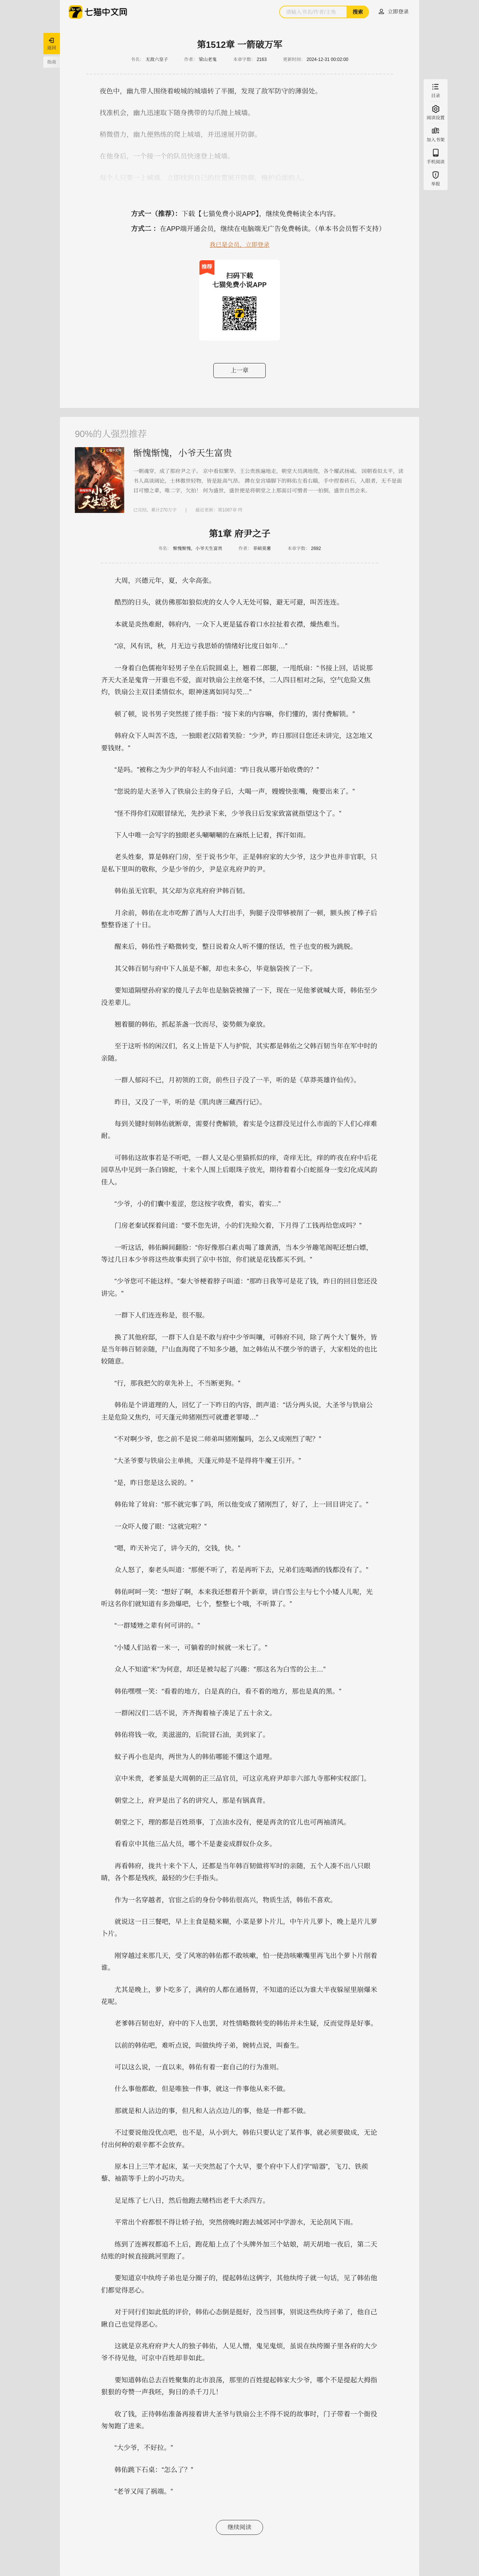 七猫中文网
搜索
立即登录
返回
阅读
目录
阅读设置
加入书架
手机阅读
举报
第1512章 一箭破万军
书名： 无敌六皇子 作者： 梁山老鬼 本章字数： 2163 更新时间： 2024-12-31 00:02:00
夜色中，幽九带人围绕着峻城的城墙转了半圈，发现了敌军防守的薄弱处。
找准机会，幽九迅速取下随身携带的勾爪抛上城墙。
稍微借力，幽九便熟练的爬上城墙，并迅速展开防御。
在他身后，一个接一个的队员快速登上城墙。
方式一（推荐）： 下载【七猫免费小说APP】，继续免费畅读全本内容。
方式二 ： 在APP端开通会员，继续在电脑端无广告免费畅读。（单本书会员暂不支持）
我已是会员，立即登录
推荐
扫码下载
七猫免费小说APP
上一章
90%的人强烈推荐
惭愧惭愧，小爷天生富贵
小爷
天生富贵
第1章 府尹之子
书名： 惭愧惭愧，小爷天生富贵 本章字数： 2692
大周，兴德元年，夏，火伞高张。
酷烈的日头，就仿佛那如狼似虎的女人令人无处可躲，避无可避，叫苦连连。
本就是炎热难耐，韩府内，一众下人更是猛吞着口水拉扯着衣襟，燥热难当。
“凉，风有讯，秋，月无边亏我思娇的情绪好比度日如年…”
一身着白色儒袍年轻男子坐在后院圆桌上，翘着二郎腿，一甩纸扇：“书接上回，话说那
齐天大圣是鬼胃一开谁也不爱，面对铁扇公主丝毫不怵，二人四目相对之际，空气危险又焦
灼，铁扇公主双目柔情似水，眼神迷离如同勾芡…”
顿了顿，说书男子突然搓了搓手指：“接下来的内容嘛，你们懂的，需付费解锁。”
韩府众下人叫苦不迭，一独眼老汉陪着笑脸：“少尹，昨日那回目您还未讲完，这怎地又
要钱财。”
“是吗。”被称之为少尹的年轻人不由问道：“昨日我从哪开始收费的？”
“您说的是大圣爷入了铁扇公主的身子后，大喝一声，嫂嫂快张嘴，俺要出来了。”
“怪不得你们双眼冒绿光，先抄录下来，少爷我日后发家致富就指望这个了。”
下人中唯一会写字的独眼老头唰唰唰的在麻纸上记着，挥汗如雨。
老头姓秦，算是韩府门房，至于说书少年，正是韩府家的大少爷，这少尹也并非官职，只
是私下里叫的敬称，少是少爷的少，尹是京兆府尹的尹。
韩佑虽无官职，其父却为京兆府府尹韩百韧。
月余前，韩佑在北市吃醉了酒与人大打出手，狗腿子没带够被削了一顿，额头挨了棒子后
整整昏迷了十日。
醒来后，韩佑性子略微转变，整日说着众人听不懂的怪话，性子也变的极为跳脱。
其父韩百韧与府中下人虽是不解，却也未多心，毕竟脑袋挨了一下。
要知道隔壁孙府家的傻儿子去年也是脑袋被撞了一下，现在一见他爹就喊大哥，韩佑至少
没差辈儿。
翘着腿的韩佑，抓起茶盏一饮而尽，姿势颇为豪放。
至于这听书的闲汉们，名义上皆是下人与护院，其实都是韩佑之父韩百韧当年在军中时的
亲随。
一群人郁闷不已，月初领的工资，前些日子没了一半，听的是《草莽英雄许仙传》。
昨日，又没了一半，听的是《肌肉唐三藏西行记》。
每到关键时刻韩佑就断章，需要付费解锁，着实是令这群没见过什么市面的下人们心痒难
耐。
可韩佑这故事若是不听吧，一群人又是心里猫抓似的痒，奇痒无比，痒的昨夜在府中后花
园草丛中见到一条白锦蛇，十来个人围上后眼珠子放光，期待着着小白蛇摇身一变幻化成风韵
佳人。
“少爷，小的们囊中羞涩，您这按字收费，着实，着实…”
门房老秦试探着问道：“要不您先讲，小的们先赊欠着，下月得了工钱再给您成吗？”
一听这话，韩佑瞬间翻脸：“你好像那白素贞喝了雄黄酒，当本少爷趣笔阁呢还想白嫖，
等过几日本少爷将这些故事卖到了京中书馆，你们就是花钱都买不到。”
“少爷您可不能这样。”秦大爷梗着脖子叫道：“那昨日我等可是花了钱，昨日的回目您还没
讲完。”
一群下人们连连称是，很不服。
换了其他府邸，一群下人自是不敢与府中少爷叫嚷，可韩府不同，除了两个大丫鬟外，皆
是当年韩百韧亲随，尸山血海爬了不知多少趟，加之韩佑从不摆少爷的谱子，大家相处的也比
较随意。
“行，那我把欠的章先补上，不当断更狗。”
韩佑是个讲道理的人，回忆了一下昨日的内容，朗声道：“话分两头说，大圣爷与铁扇公
主是危险又焦灼，可天蓬元帅猪刚烈可就遭老罪喽…”
“不对啊少爷，您之前不是说二师弟叫猪刚鬣吗，怎么又成刚烈了呢？”
“大圣爷要与铁扇公主单挑，天蓬元帅是不是得将牛魔王引开。”
“是，昨日您是这么说的。”
韩佑耸了耸肩：“那不就完事了吗，所以他变成了猪刚烈了，好了，上一回目讲完了。”
一众吓人傻了眼：“这就完啦？”
“嗯，昨天补完了，讲今天的，交钱，快。”
众人怒了，秦老头叫道：“那便不听了，若是再听下去，兄弟们连喝酒的钱都没有了。”
韩佑呵呵一笑：“想好了啊，本来我还想着开个新章，讲白雪公主与七个小矮人儿呢，光
听这名你们就知道有多劲爆吧，七个，整整七个哦，不听算了。”
“一群矮矬之辈有何可讲的。”
“小矮人们站着一米一，可躺着的时候就一米七了。”
众人不知道“米”为何意，却还是被勾起了兴趣：“那这名为白雪的公主…”
韩佑嘿嘿一笑：“看着的地方，白是真的白，看不着的地方，那也是真的黑。”
一群闲汉们二话不说，齐齐掏着袖子凑足了五十余文。
韩佑将钱一收，美滋滋的，后院冒石油，美到家了。
蚊子再小也是肉，两世为人的韩佑哪能不懂这个道理。
京中米贵，老爹虽是大周朝的正三品官员，可这京兆府尹却非六部九寺那种实权部门。
朝堂之上，府尹是出了名的讲究人，那是有锅真背。
朝堂之下，理的都是百姓琐事，丁点油水没有，便是再贪的官儿也可两袖清风。
看看京中其他三品大员，哪个不是妻妾成群奴仆众多。
再看韩府，拢共十来个下人，还都是当年韩百韧做将军时的亲随，五个人凑不出八只眼
睛，各个都是残疾，最轻的少仨手指头。
作为一名穿越者，官宦之后的身份令韩佑很高兴，物质生活，韩佑不喜欢。
就说这一日三餐吧，早上主食是糙米糊，小菜是萝卜片儿，中午片儿萝卜，晚上是片儿萝
卜片。
刚穿越过来那几天，受了风寒的韩佑都不敢咳嗽，怕一使劲咳嗽嘴里再飞出个萝卜片削着
谁。
尤其是晚上，萝卜吃多了，满府的人都在通肠胃，不知道的还以为谁大半夜躲屋里崩爆米
花呢。
老爹韩百韧也好，府中的下人也罢，对性情略微转变的韩佑并未生疑，反而觉得是好事。
以前的韩佑吧，难听点说，叫做纨绔子弟，婉转点说，叫畜生。
可以这么说，一直以来，韩佑有着一套自己的行为准则。
什么事他都敢，但是唯独一件事，就这一件事他从来不做。
那就是和人沾边的事，但凡和人沾点边儿的事，他是一件都不做。
不过要说他没优点吧，也不是，从小到大，韩佑只要认定了某件事，就必须要做成，无论
付出何种的艰辛都不会放弃。
原本日上三竿才起床，某一天突然起了个大早，要个府中下人们学“暗器”，飞刀，铁蒺
藜、袖箭等手上的小巧功夫。
足足练了七八日，然后他跑去赌档出老千大杀四方。
平常出个府都恨不得让轿子抬，突然傍晚时跑去城郊河中学游水，无论刮风下雨。
练到了连裤衩都追不上后，跑花船上点了个头牌外加三个姑娘，胡天胡地一夜后，第二天
结账的时候直接跳河里跑了。
要知道京中纨绔子弟也是分圈子的，提起韩佑这俩字，其他纨绔子就一句话，见了韩佑他
们都觉得恶心。
对于同行们如此低的评价，韩佑心态倒是挺好，没当回事，别说这些纨绔子弟了，他自己
瞅自己也觉得恶心。
这就是京兆府府尹大人的独子韩佑，人见人憎，鬼见鬼烦，虽说在纨绔圈子里各府的大少
爷不待见他，可京中百姓却非如此。
要知道韩佑总去百姓聚集的北市浪荡，那里的百姓提起韩家大少爷，哪个不是提起大拇指
狠狠的夸赞一声我呸，狗日的杀千刀儿！
收了钱，正待韩佑准备再接着讲大圣爷与铁扇公主不得不说的故事时，门子带着一个衙役
匆匆跑了进来。
“大少爷，不好拉。”
韩佑跳下石桌：“怎么了？”
“老爷又闯了祸端。”
继续阅读